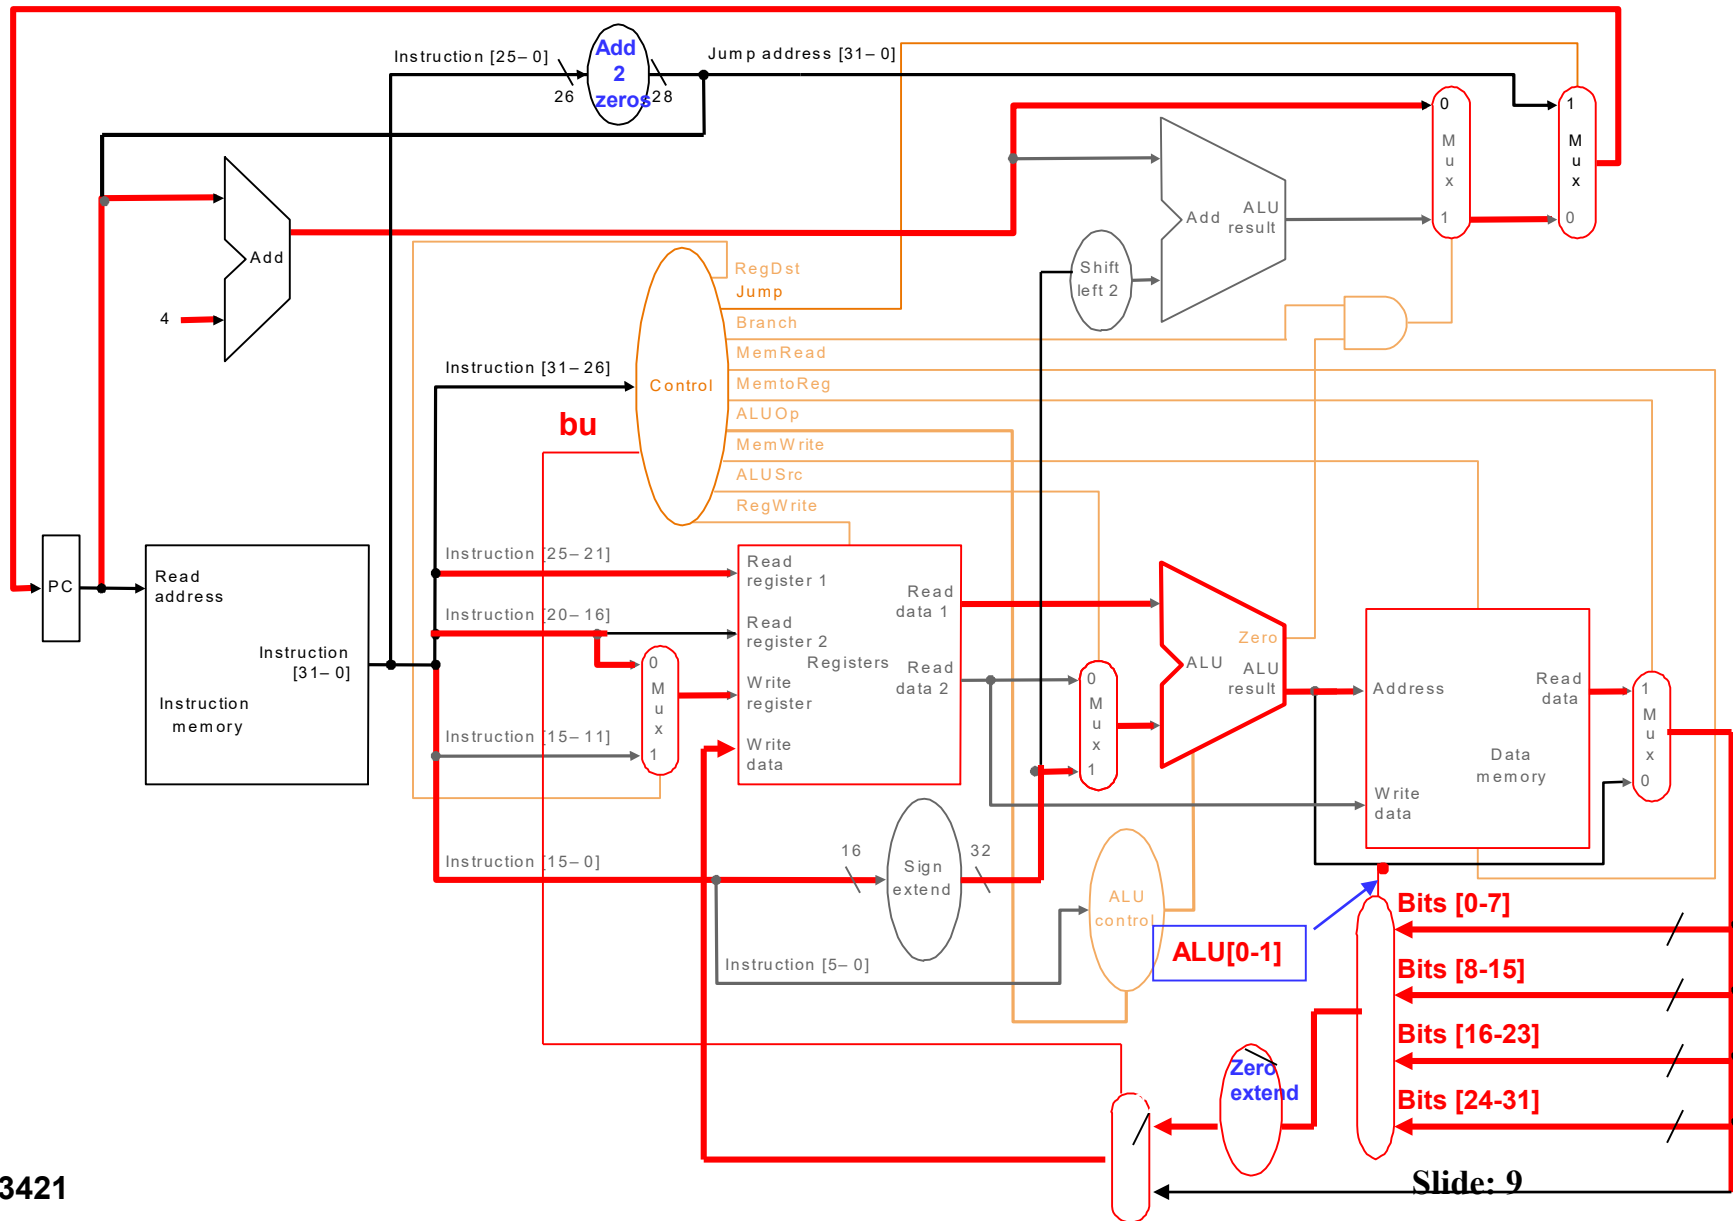 Instruction [25–0]
26
Add
2
zeros
28
Jump address [31–0]
0
M
u
x
1
1
M
u
x
0
Add
4
Add
ALU
result
Shift
left 2
RegDst
Jump
Branch
MemRead
MemtoReg
ALUOp
MemWrite
ALUSrc
RegWrite
Control
Instruction [31–26]
bu
PC
Read
address
Instruction
[31–0]
Instruction
memory
Instruction [25–21]
Instruction [20–16]
Instruction [15–11]
Instruction [15–0]
0
M
u
x
1
Read
register 1
Read
register 2
Write
register
Write
data
Registers
Read
data 1
Read
data 2
0
M
u
x
1
Zero
ALU
ALU
result
Address
Write
data
Read
data
Data
memory
1
M
u
x
0
16
Sign
extend
32
Instruction [5–0]
ALU
control
ALU[0-1]
Bits [0-7]
Bits [8-15]
Bits [16-23]
Bits [24-31]
Zero
extend
3421
Slide: 9